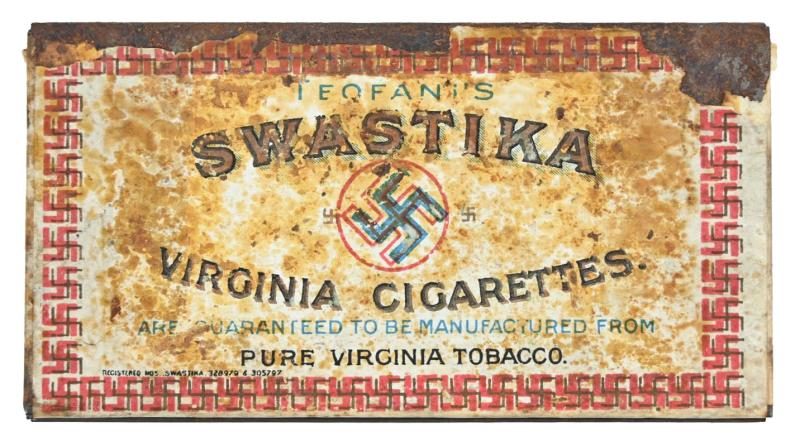 TEOFANI'S
SWASTIKA
VIRGINIA CIGARETTES.
ARE GUARANTEED TO BE MANUFACTURED FROM
PURE VIRGINIA TOBACCO.
REGISTERED NOS. SWASTIKA. 328979 & 305797